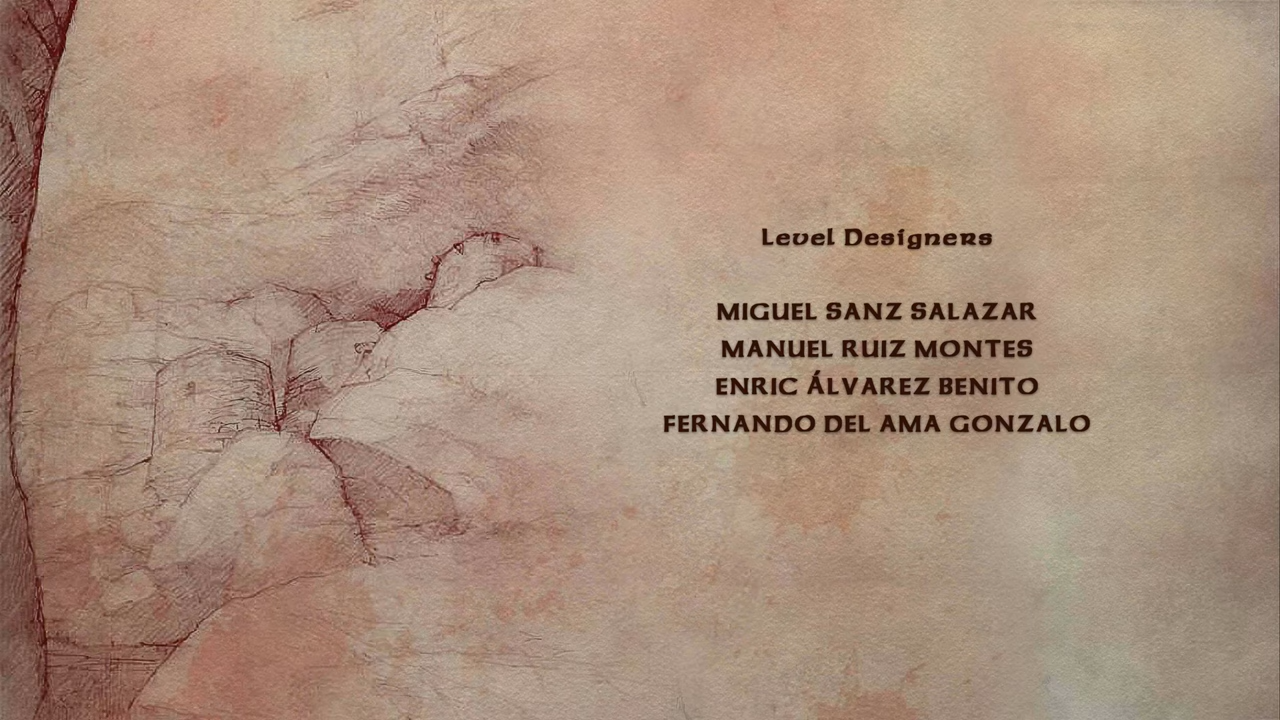 Level Designers
MIGUEL SANZ SALAZAR
MANUEL RUIZ MONTES
ENRIC ÁLVAREZ BENITO
FERNANDO DEL AMA GONZALO